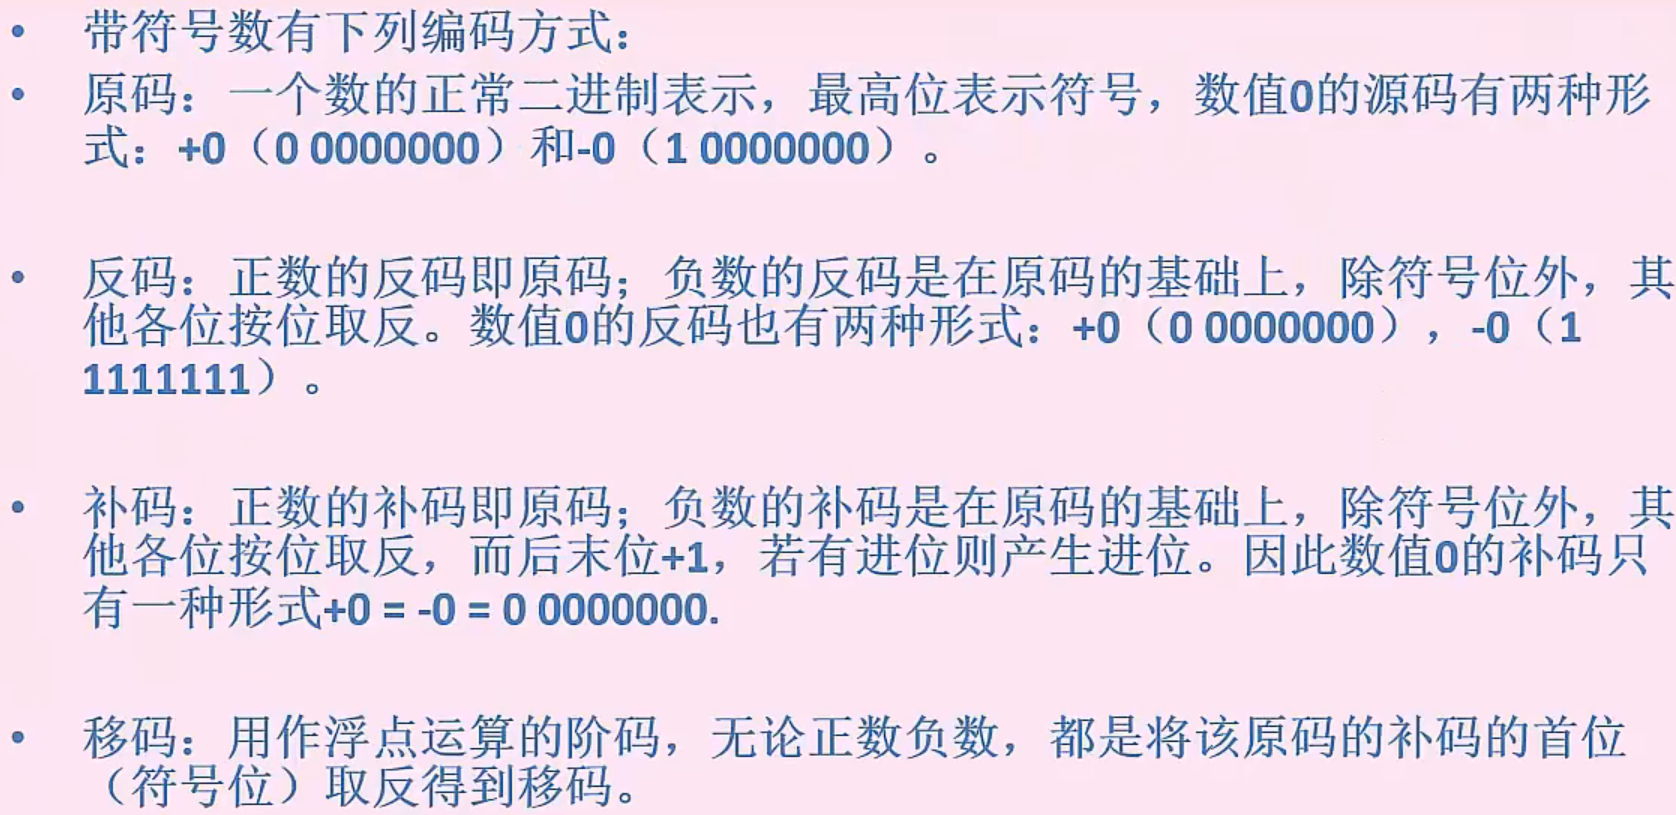 • 带符号数有下列编码方式：
• 原码：一个数的正常二进制表示，最高位表示符号，数值0的源码有两种形
式：+0（0 0000000）和-0（1 0000000）。
• 反码：正数的反码即原码；负数的反码是在原码的基础上，除符号位外，其
他各位按位取反。数值0的反码也有两种形式：+0（0 0000000），-0（1
1111111）。
• 补码：正数的补码即原码；负数的补码是在原码的基础上，除符号位外，其
他各位按位取反，而后末位+1，若有进位则产生进位。因此数值0的补码只
有一种形式+0 = -0 = 0 0000000.
• 移码：用作浮点运算的阶码，无论正数负数，都是将该原码的补码的首位
（符号位）取反得到移码。